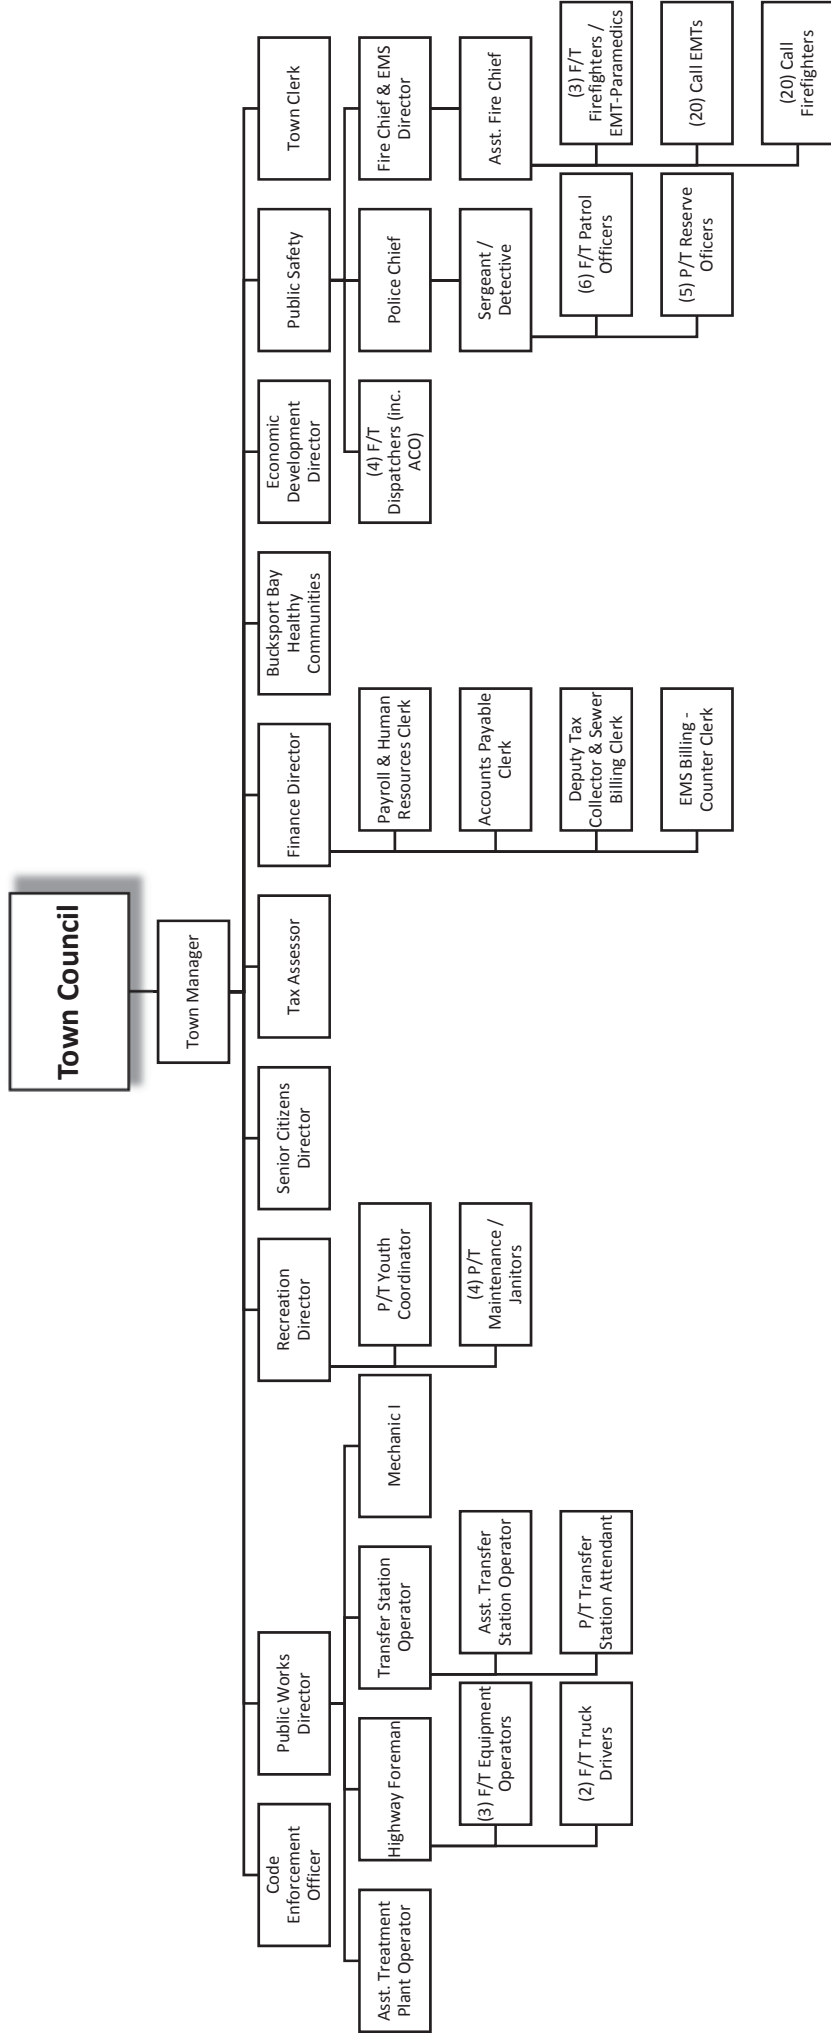 Town Council
Town Manager
Code
Enforcement
Officer
Public Works
Director
Recreation
Director
Senior Citizens
Director
Tax Assessor
Finance Director
Bucksport Bay
Healthy
Communities
Economic
Development
Director
Public Safety
Town Clerk
Asst. Treatment
Plant Operator
Highway Foreman
(3) F/T Equipment
Operators
(2) F/T Truck
Drivers
Transfer Station
Operator
Asst. Transfer
Station Operator
P/T Transfer
Station Attendant
Mechanic I
P/T Youth
Coordinator
(4) P/T
Maintenance /
Janitors
Payroll & Human
Resources Clerk
Accounts Payable
Clerk
Deputy Tax
Collector & Sewer
Billing Clerk
EMS Billing -
Counter Clerk
(4) F/T
Dispatchers (inc.
ACO)
Police Chief
Sergeant /
Detective
(6) F/T Patrol
Officers
(5) P/T Reserve
Oficers
Fire Chief & EMS
Director
Asst. Fire Chief
(3) F/T
Firefighters /
EMT-Paramedics
(20) Call EMTs
(20) Call
Firefighters